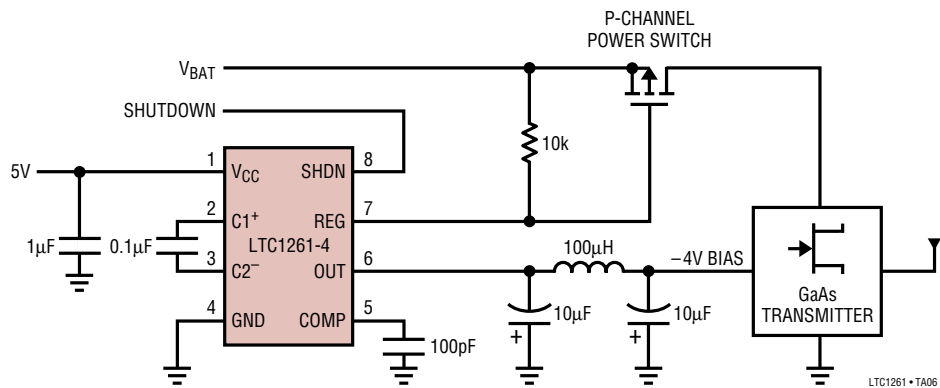 P-CHANNEL
POWER SWITCH
VBAT
SHUTDOWN
10k
5V
1
VCC
SHDN
8
2
C1+
REG
7
1µF
0.1µF
LTC1261-4
100µH
3
C2–
OUT
6
–4V BIAS
4
GND
COMP
5
10µF
10µF
GaAs
TRANSMITTER
100pF
+
+
LTC1261 • TA06